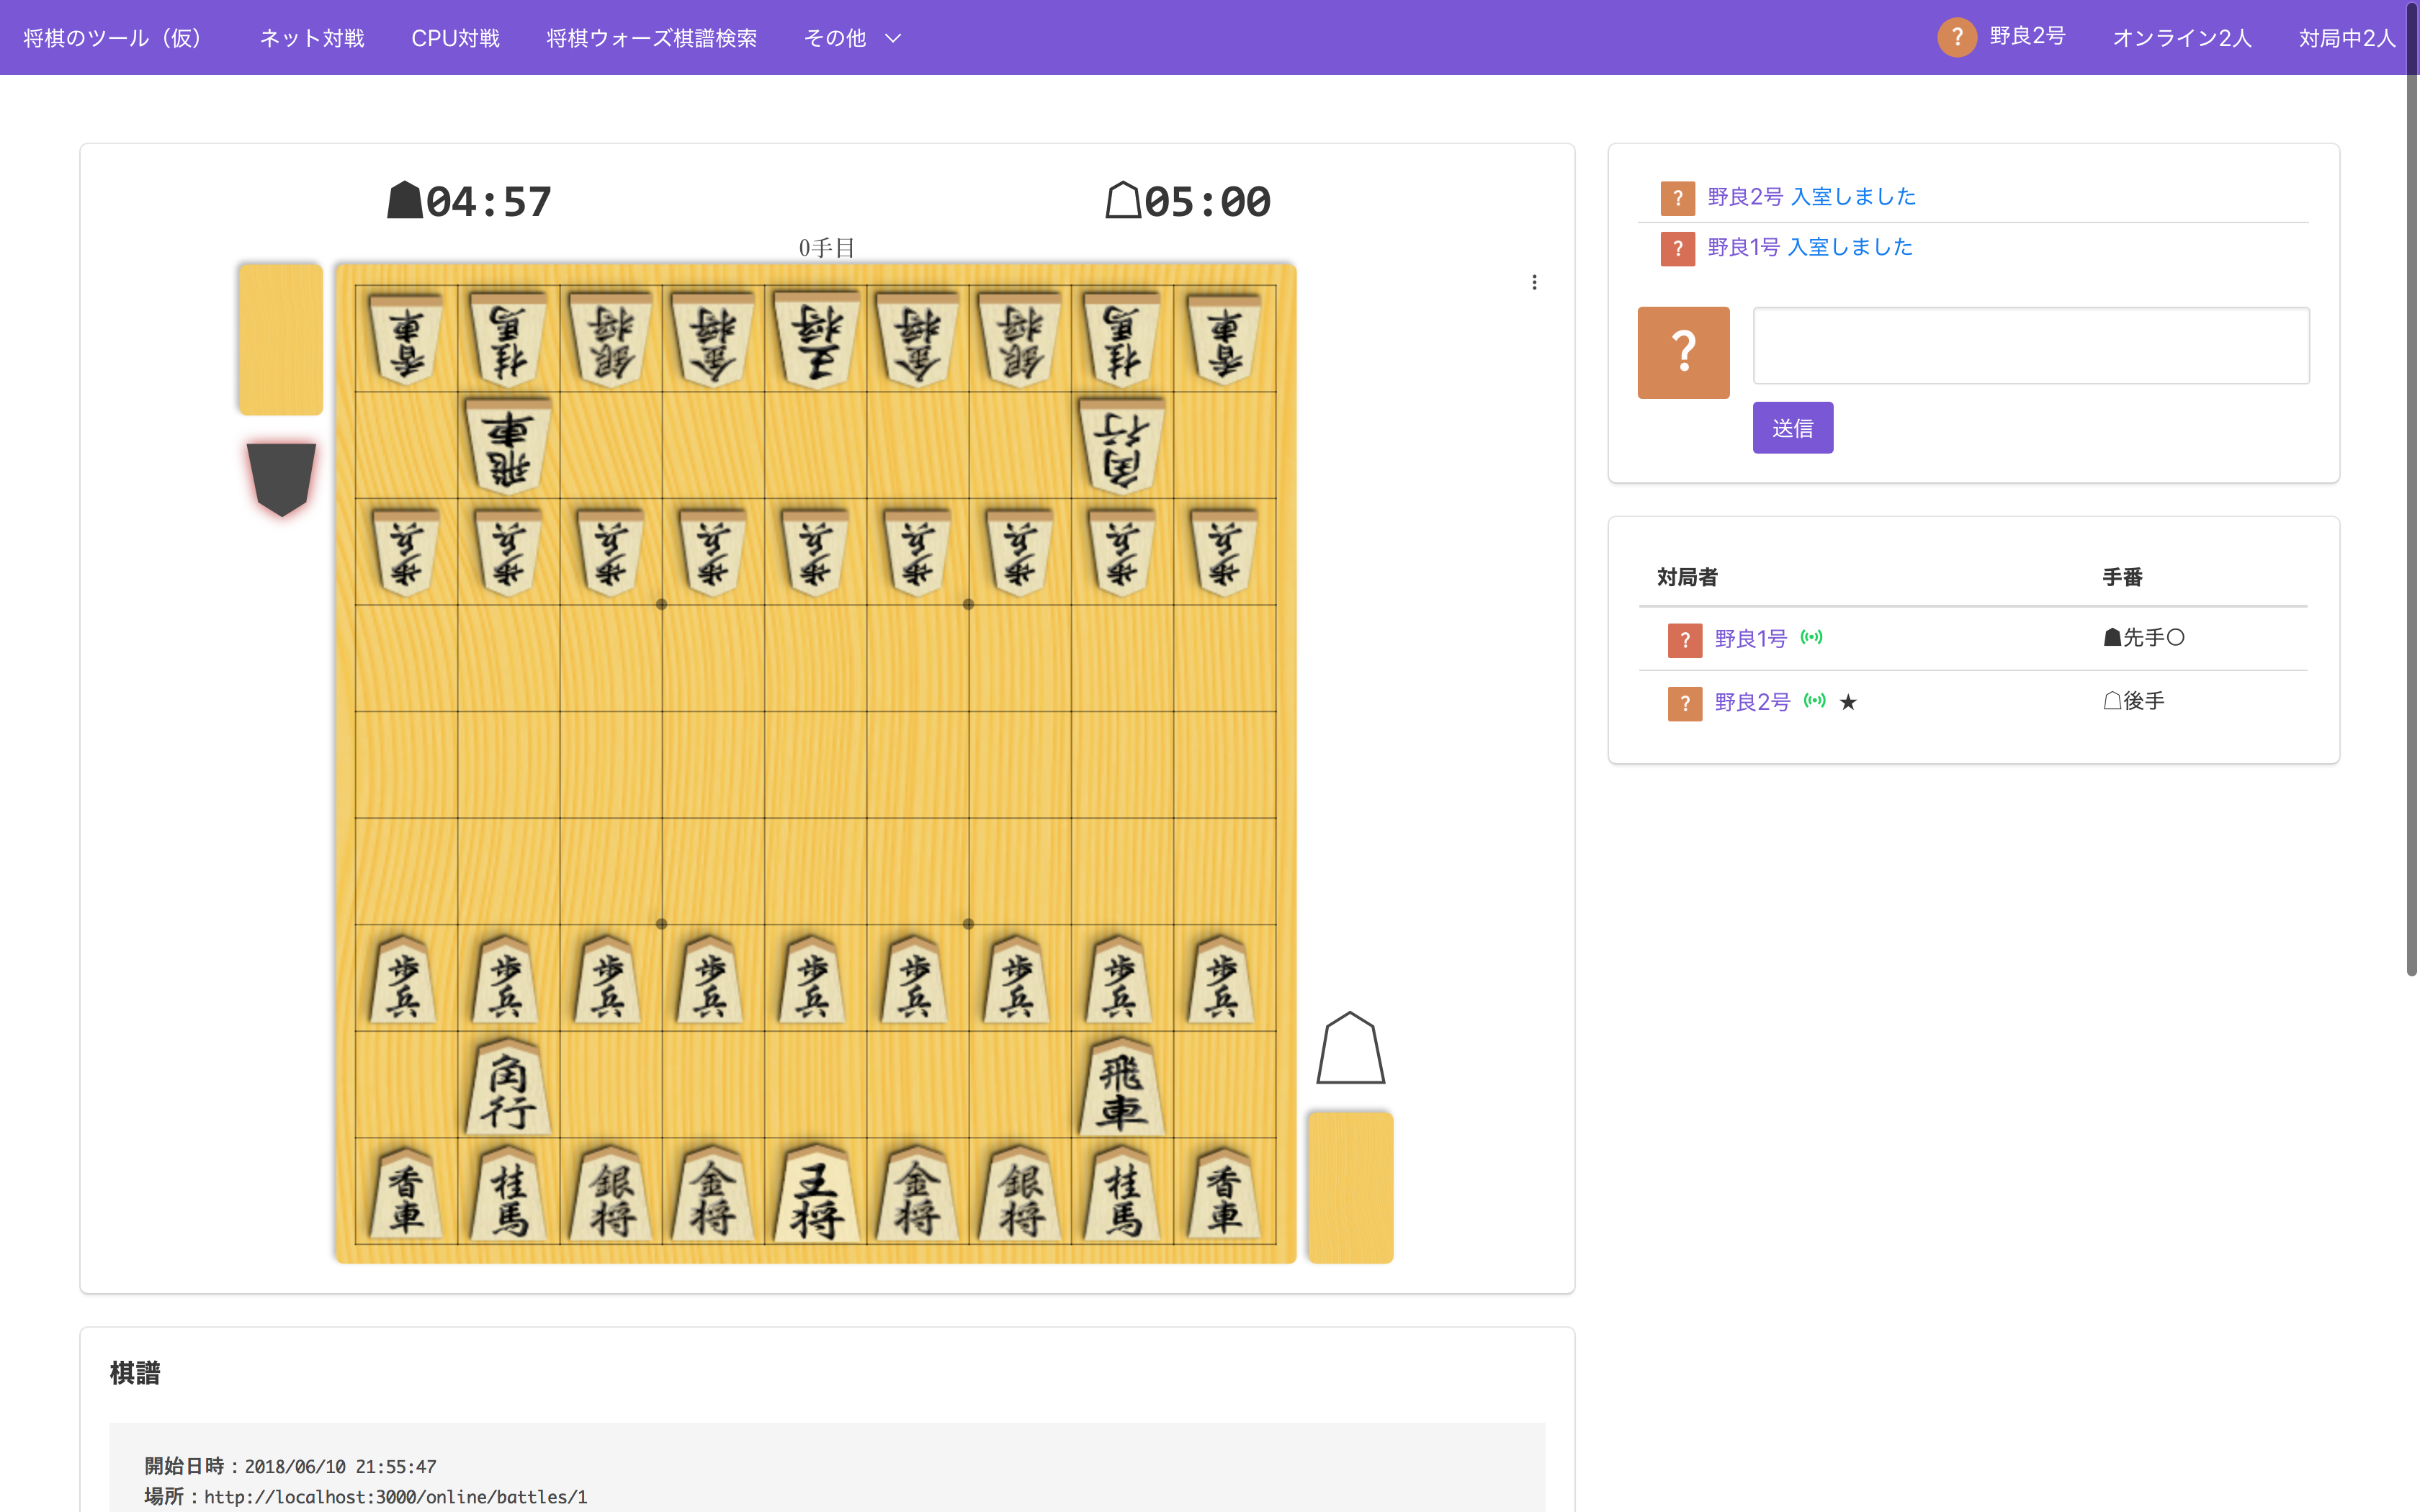 将棋のツール（仮） ネット対戦 CPU対戦 将棋ウォーズ棋譜検索 その他 ? 野良2号 オンライン2人 対局中2人
☗04:57 ☖05:00
0手目
香車 桂馬 銀将 金将 王将 金将 銀将 桂馬 香車
飛車 角行
歩兵 歩兵 歩兵 歩兵 歩兵 歩兵 歩兵 歩兵 歩兵
歩兵 歩兵 歩兵 歩兵 歩兵 歩兵 歩兵 歩兵 歩兵
角行 飛車
香車 桂馬 銀将 金将 王将 金将 銀将 桂馬 香車
? 野良2号 入室しました
? 野良1号 入室しました
?
送信
対局者 手番
? 野良1号 ☗先手○
? 野良2号 ★ ☖後手
棋譜
開始日時：2018/06/10 21:55:47
場所：http://localhost:3000/online/battles/1